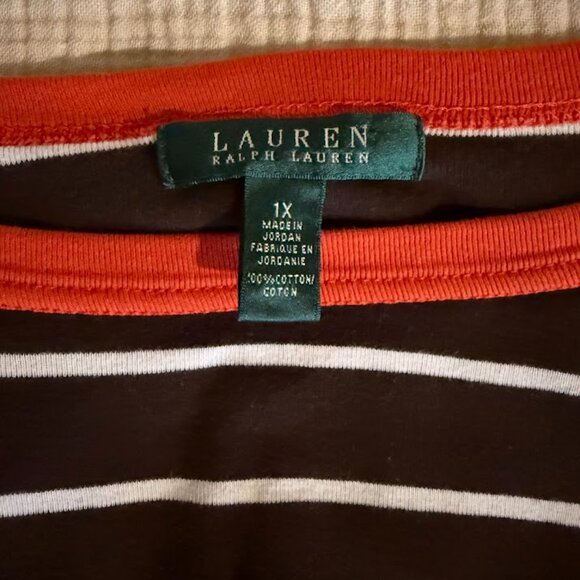 LAUREN
RALPH LAUREN
1X
MADE IN
JORDAN
FABRIQUE EN
JORDANIE
100% COTTON/
COTON